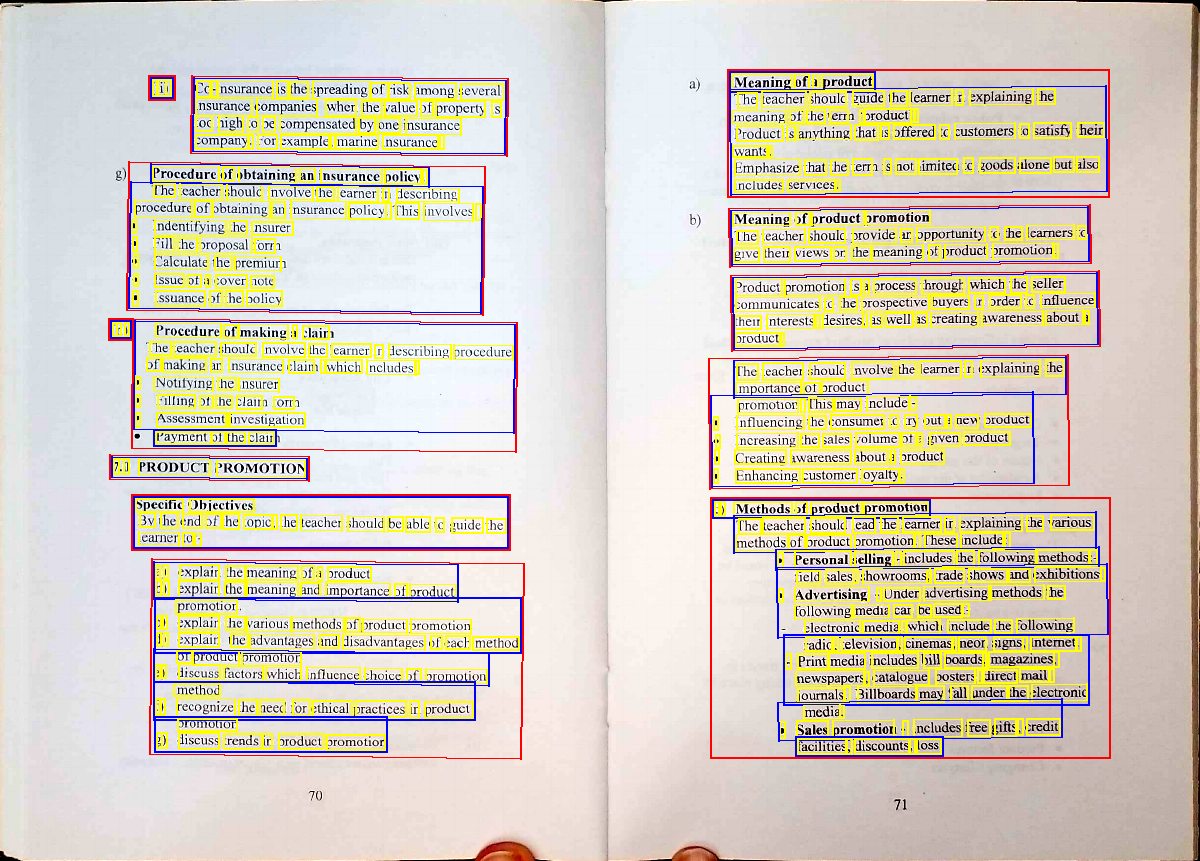 ii) Co-insurance is the spreading of risk among several
insurance companies when the value of property is
too high to be compensated by one insurance
company. For example, marine insurance
g) Procedure of obtaining an insurance policy
The teacher should involve the learner in describing
procedure of obtaining an insurance policy. This involves
• Indentifying the insurer
• Fill the proposal form
• Calculate the premium
• Issue of a cover note
• Issuance of the policy
Procedure of making a claim
The teacher should involve the learner in describing procedure
of making an insurance claim which includes
• Notifying the insurer
• Filling of the claim form
• Assessment investigation
• Payment of the claim
7.0 PRODUCT PROMOTION
Specific Objectives
By the end of the topic, the teacher should be able to guide the
learner to:-
a) explain the meaning of a product
b) explain the meaning and importance of product
promotion.
c) explain the various methods of product promotion
d) explain the advantages and disadvantages of each method
of product promotion
e) discuss factors which influence choice of promotion
method
f) recognize the need for ethical practices in product
promotion
g) discuss trends in product promotion
70
a) Meaning of a product
The teacher should guide the learner in explaining the
meaning of the term product
Product is anything that is offered to customers to satisfy their
wants.
Emphasize that the term is not limited to goods alone but also
includes services.
b) Meaning of product promotion
The teacher should provide an opportunity to the learners to
give their views on the meaning of product promotion.
Product promotion is a process through which the seller
communicates to the prospective buyers in order to influence
their interests, desires, as well as creating awareness about a
product
The teacher should involve the learner in explaining the
importance of product
promotion. This may include:-
• Influencing the consumer to try out a new product
• Increasing the sales volume of a given product
• Creating awareness about a product
• Enhancing customer loyalty.
c) Methods of product promotion
The teacher should lead the learner in explaining the various
methods of product promotion. These include:
• Personal selling - includes the following methods:-
field sales, showrooms, trade shows and exhibitions
• Advertising - Under advertising methods the
following media can be used:-
- electronic media, which include the following
radio, television, cinemas, neon signs, internet
- Print media includes bill boards, magazines,
newspapers, catalogue posters, direct mail
journals. Billboards may fall under the electronic
media.
• Sales promotion - includes free gifts, credit
facilities, discounts, loss
71